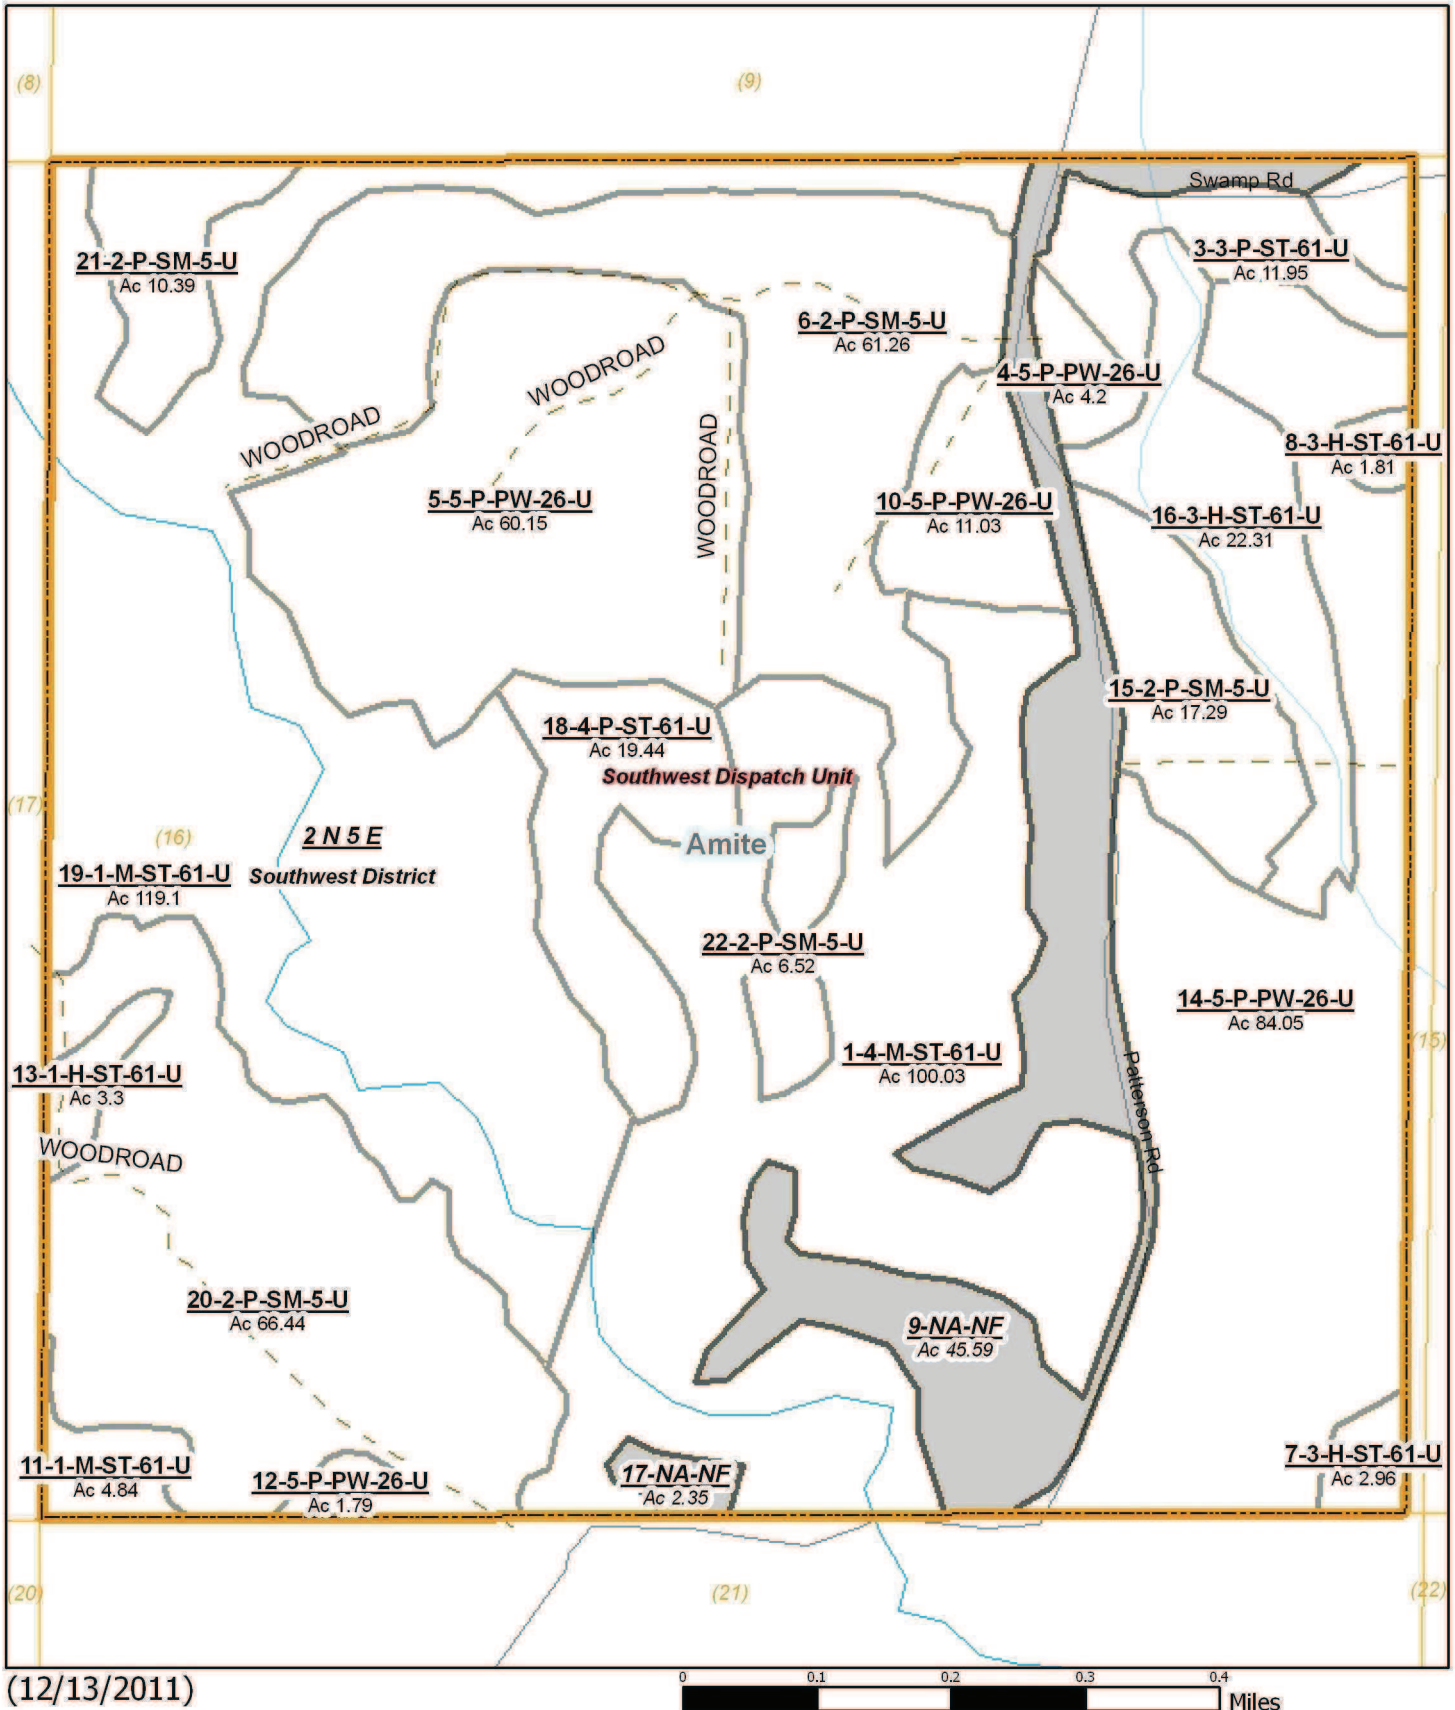 (8)
(9)
Swamp Rd
3-3-P-ST-61-U
Ac 11.95
21-2-P-SM-5-U
Ac 10.39
6-2-P-SM-5-U
Ac 61.26
WOODROAD
4-5-P-PW-26-U
Ac 4.2
WOODROAD
8-3-H-ST-61-U
Ac 1.81
WOODROAD
5-5-P-PW-26-U
Ac 60.15
10-5-P-PW-26-U
Ac 11.03
16-3-H-ST-61-U
Ac 22.31
15-2-P-SM-5-U
Ac 17.29
18-4-P-ST-61-U
Ac 19.44
Southwest Dispatch Unit
(17)
(16)
2 N 5 E
Amite
19-1-M-ST-61-U
Ac 119.1
Southwest District
22-2-P-SM-5-U
Ac 6.52
14-5-P-PW-26-U
Ac 84.05
(15)
1-4-M-ST-61-U
Ac 100.03
13-1-H-ST-61-U
Ac 3.3
Patterson Rd
WOODROAD
20-2-P-SM-5-U
Ac 66.44
9-NA-NF
Ac 45.59
11-1-M-ST-61-U
Ac 4.84
12-5-P-PW-26-U
Ac 1.79
17-NA-NF
Ac 2.35
7-3-H-ST-61-U
Ac 2.96
(20)
(21)
(22)
(12/13/2011)
0 0.1 0.2 0.3 0.4
Miles